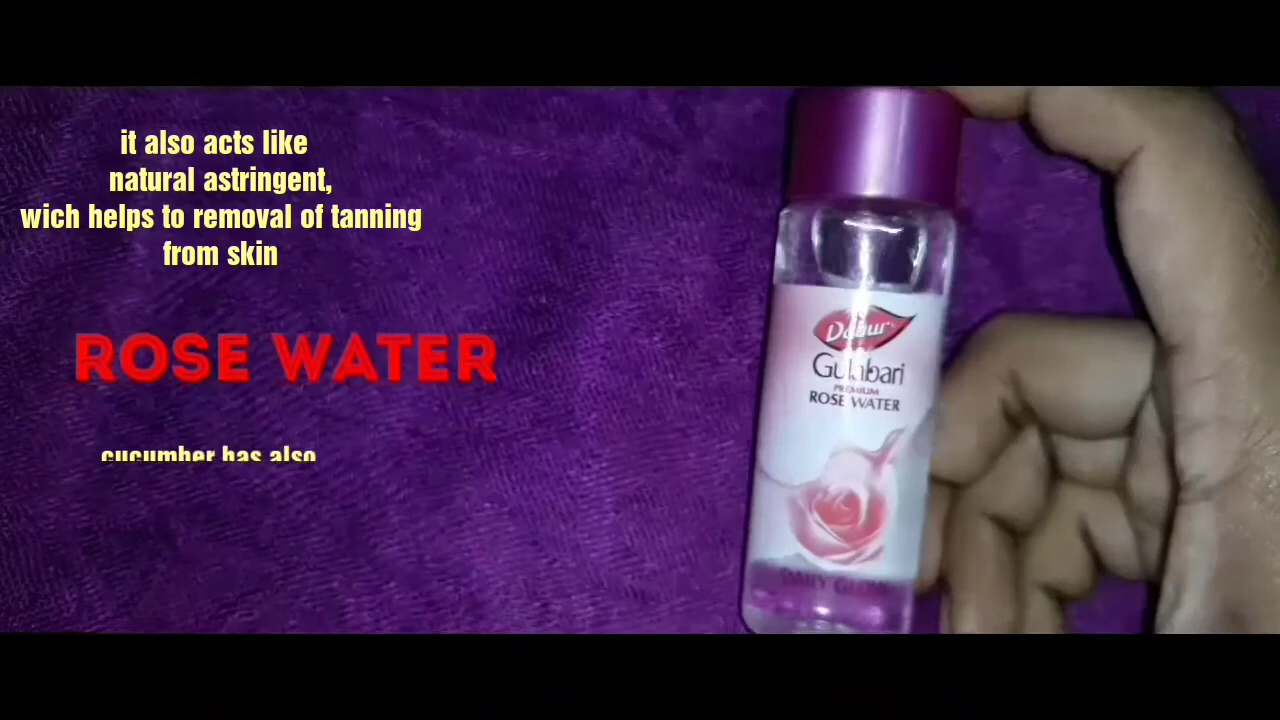 it also acts like
natural astringent,
wich helps to removal of tanning
from skin
ROSE WATER
cucumber has also
Dabur
Gulabari
PREMIUM
ROSE WATER